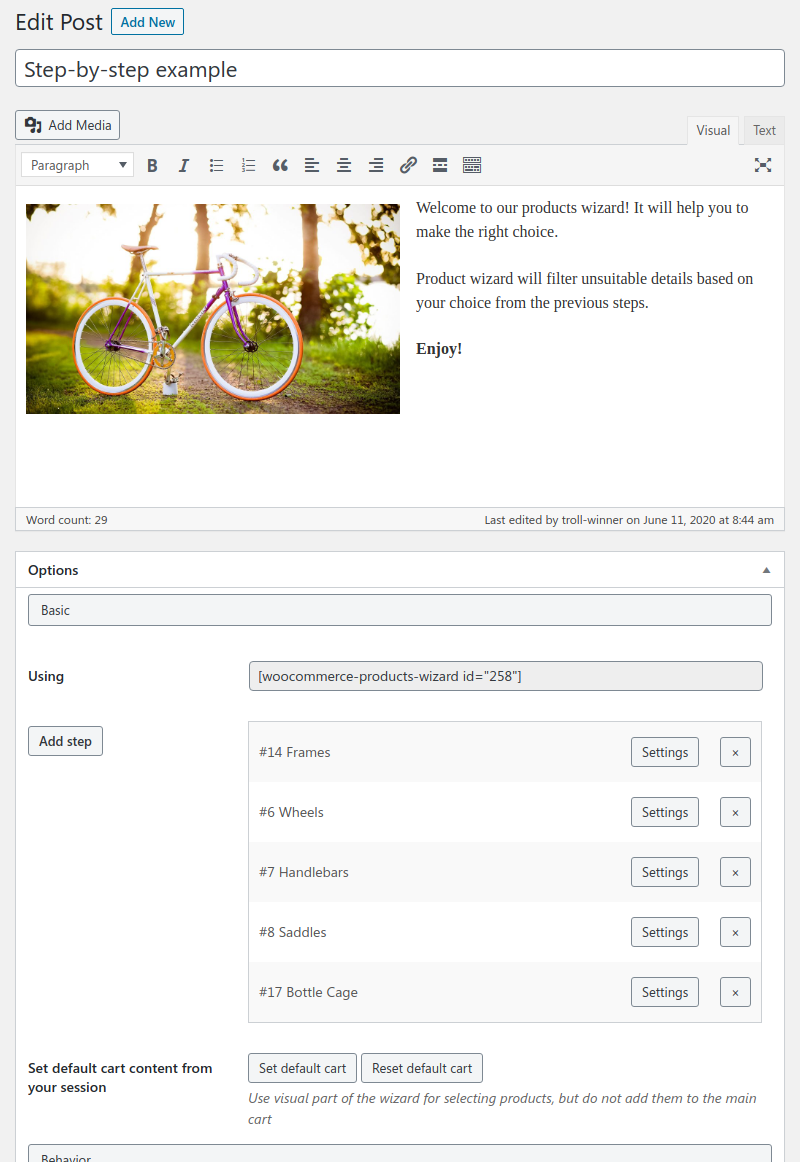 Edit Post Add New
Step-by-step example
Add Media
Visual Text
Paragraph
Welcome to our products wizard! It will help you to
make the right choice.
Product wizard will filter unsuitable details based on
your choice from the previous steps.
Enjoy!
Word count: 29 Last edited by troll-winner on June 11, 2020 at 8:44 am
Options
Basic
Using [woocommerce-products-wizard id="258"]
Add step
#14 Frames Settings ×
#6 Wheels Settings ×
#7 Handlebars Settings ×
#8 Saddles Settings ×
#17 Bottle Cage Settings ×
Set default cart content from
your session
Set default cart Reset default cart
Use visual part of the wizard for selecting products, but do not add them to the main
cart
Behavior